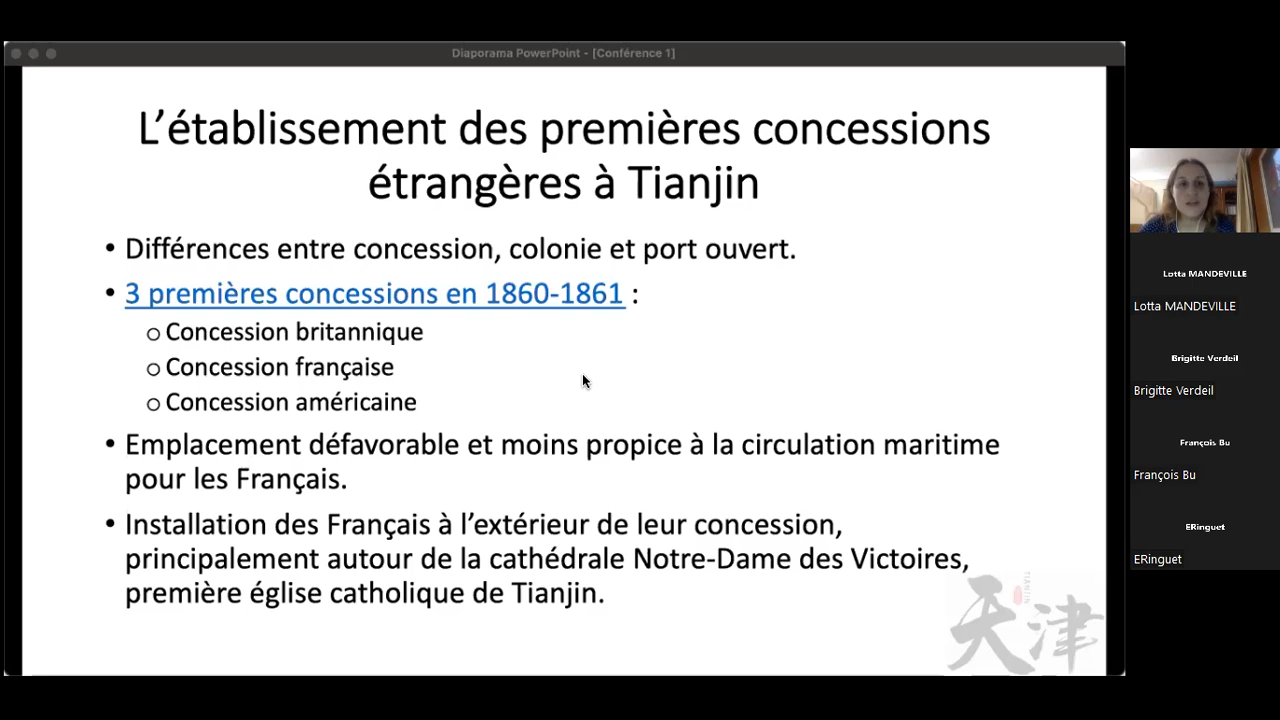 Diaporama PowerPoint - [Conférence 1]
L’établissement des premières concessions
étrangères à Tianjin
• Différences entre concession, colonie et port ouvert.
• 3 premières concessions en 1860-1861 :
o Concession britannique
o Concession française
o Concession américaine
• Emplacement défavorable et moins propice à la circulation maritime
pour les Français.
• Installation des Français à l’extérieur de leur concession,
principalement autour de la cathédrale Notre-Dame des Victoires,
première église catholique de Tianjin.
TIANJIN
天津
Lotta MANDEVILLE
Lotta MANDEVILLE
Brigitte Verdeil
Brigitte Verdeil
François Bu
François Bu
ERinguet
ERinguet